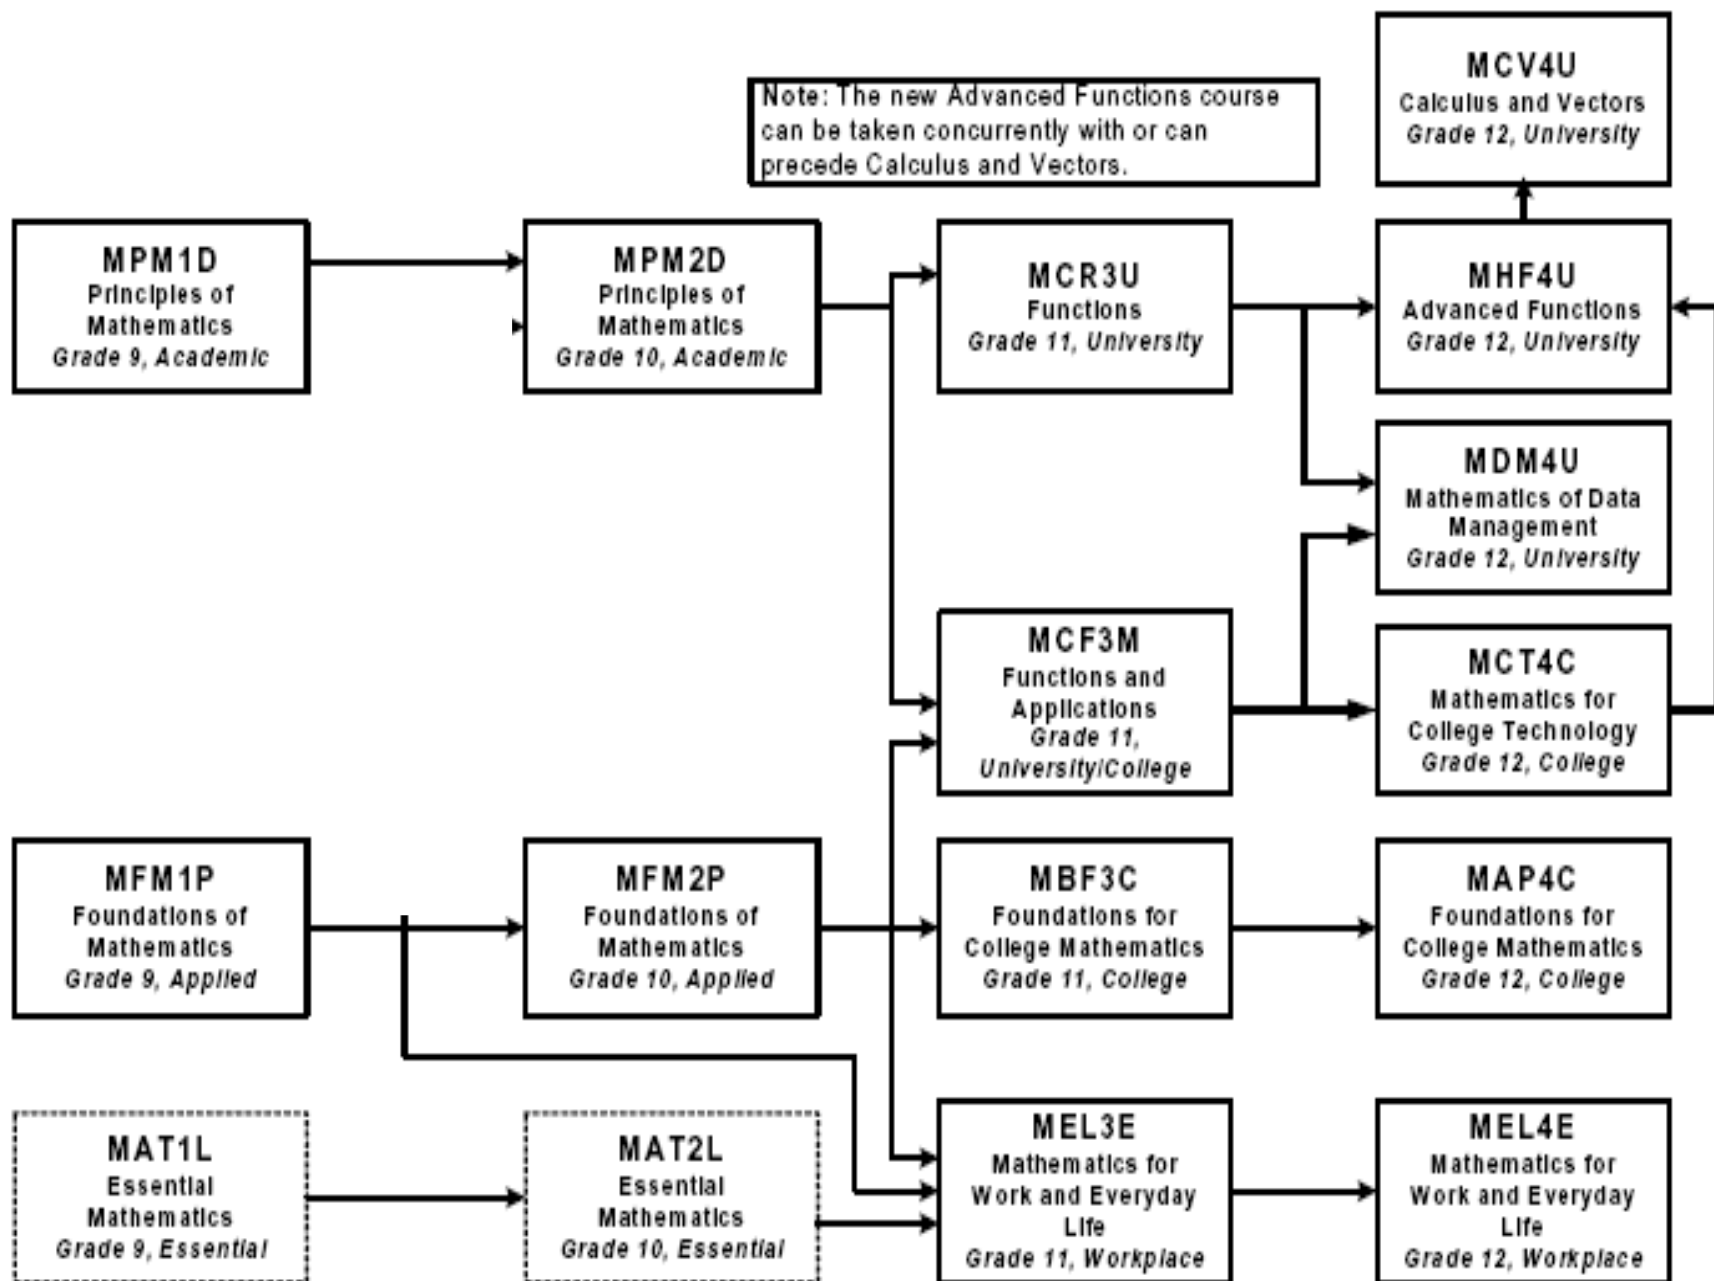 MCV4U
Calculus and Vectors
Grade 12, University
Note: The new Advanced Functions course
can be taken concurrently with or can
precede Calculus and Vectors.
MPM1D
Principles of
Mathematics
Grade 9, Academic
MPM2D
Principles of
Mathematics
Grade 10, Academic
MCR3U
Functions
Grade 11, University
MHF4U
Advanced Functions
Grade 12, University
MDM4U
Mathematics of Data
Management
Grade 12, University
MCF3M
Functions and
Applications
Grade 11,
University/College
MCT4C
Mathematics for
College Technology
Grade 12, College
MFM1P
Foundations of
Mathematics
Grade 9, Applied
MFM2P
Foundations of
Mathematics
Grade 10, Applied
MBF3C
Foundations for
College Mathematics
Grade 11, College
MAP4C
Foundations for
College Mathematics
Grade 12, College
MAT1L
Essential
Mathematics
Grade 9, Essential
MAT2L
Essential
Mathematics
Grade 10, Essential
MEL3E
Mathematics for
Work and Everyday
Life
Grade 11, Workplace
MEL4E
Mathematics for
Work and Everyday
Life
Grade 12, Workplace